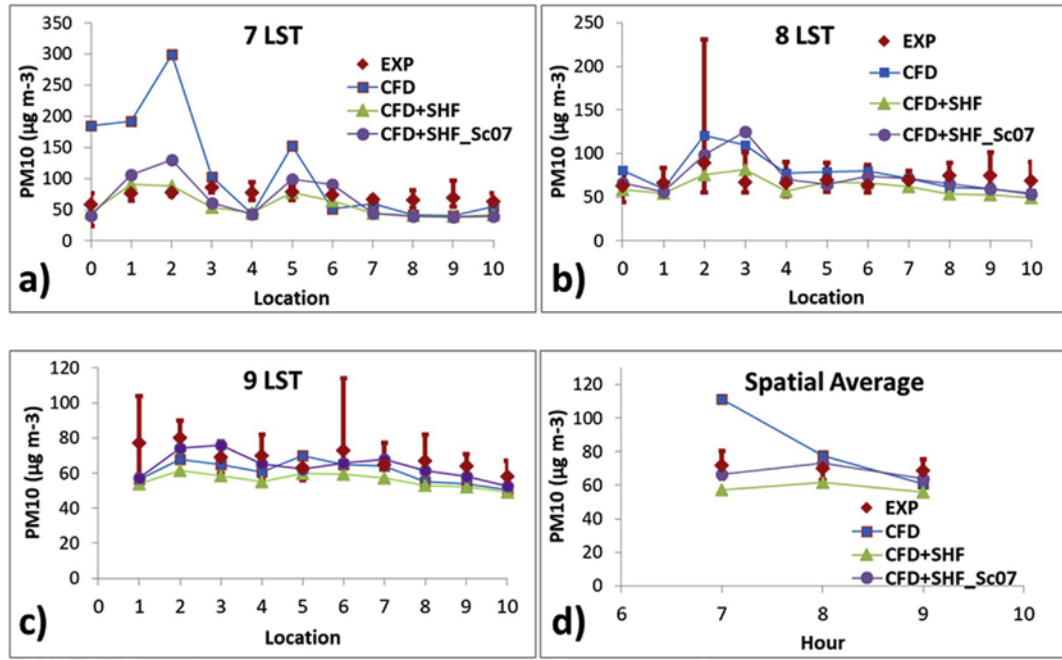 7 LST
PM10 (µg m-3)
350
300
250
200
150
100
50
0
EXP
CFD
CFD+SHF
CFD+SHF_Sc07
0 1 2 3 4 5 6 7 8 9 10
Location
a)
8 LST
PM10 (µg m-3)
250
200
150
100
50
0
EXP
CFD
CFD+SHF
CFD+SHF_Sc07
0 1 2 3 4 5 6 7 8 9 10
Location
b)
9 LST
PM10 (µg m-3)
120
100
80
60
40
20
0
0 1 2 3 4 5 6 7 8 9 10
Location
c)
Spatial Average
PM10 (µg m-3)
120
100
80
60
40
20
0
EXP
CFD
CFD+SHF
CFD+SHF_Sc07
6 7 8 9 10
Hour
d)